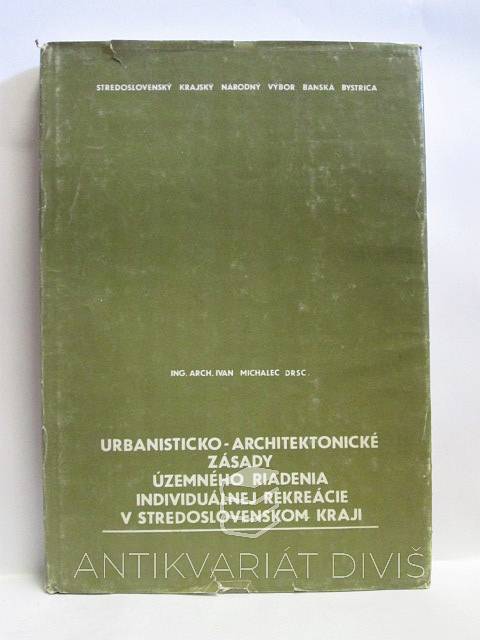 STREDOSLOVENSKÝ KRAJSKÝ NÁRODNÝ VÝBOR BANSKÁ BYSTRICA
ING. ARCH. IVAN MICHALEC DRSC.
URBANISTICKO-ARCHITEKTONICKÉ
ZÁSADY
ÚZEMNÉHO RIADENIA
INDIVIDUÁLNEJ REKREÁCIE
V STREDOSLOVENSKOM KRAJI
ANTIKVARIÁT DIVIŠ